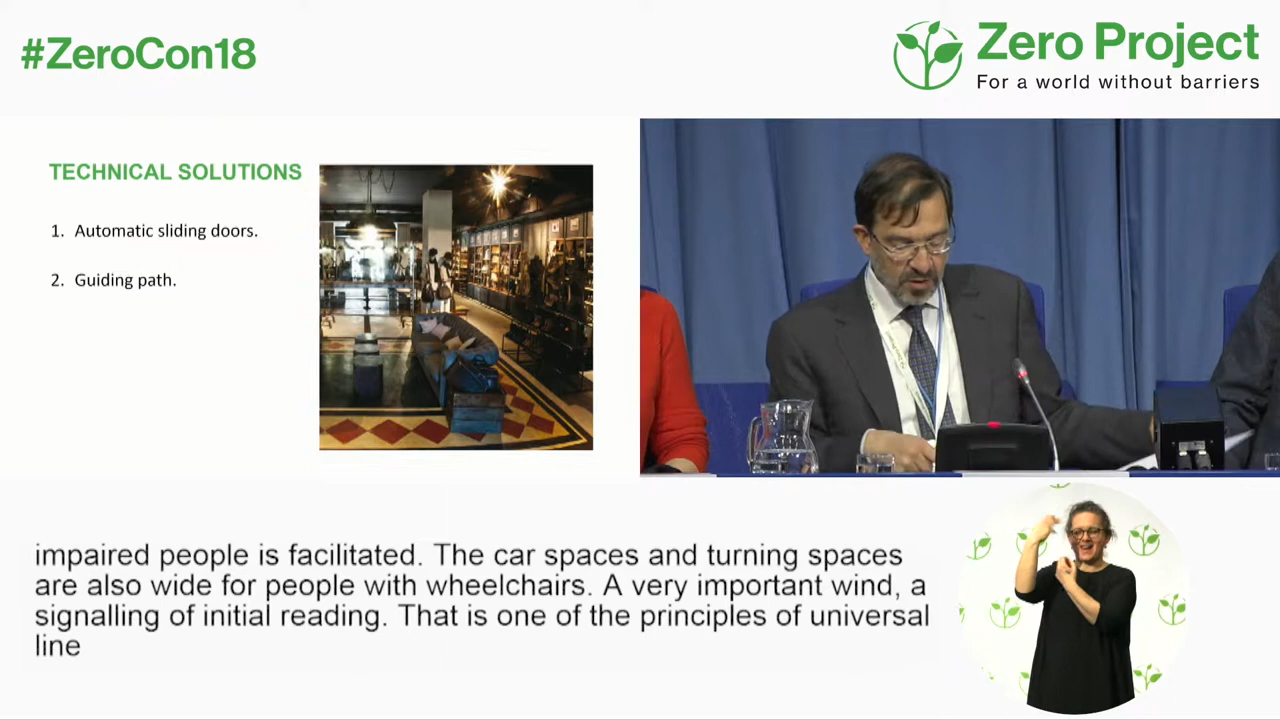 #ZeroCon18
Zero Project
For a world without barriers
TECHNICAL SOLUTIONS
1. Automatic sliding doors.
2. Guiding path.
impaired people is facilitated. The car spaces and turning spaces
are also wide for people with wheelchairs. A very important wind, a
signalling of initial reading. That is one of the principles of universal
line